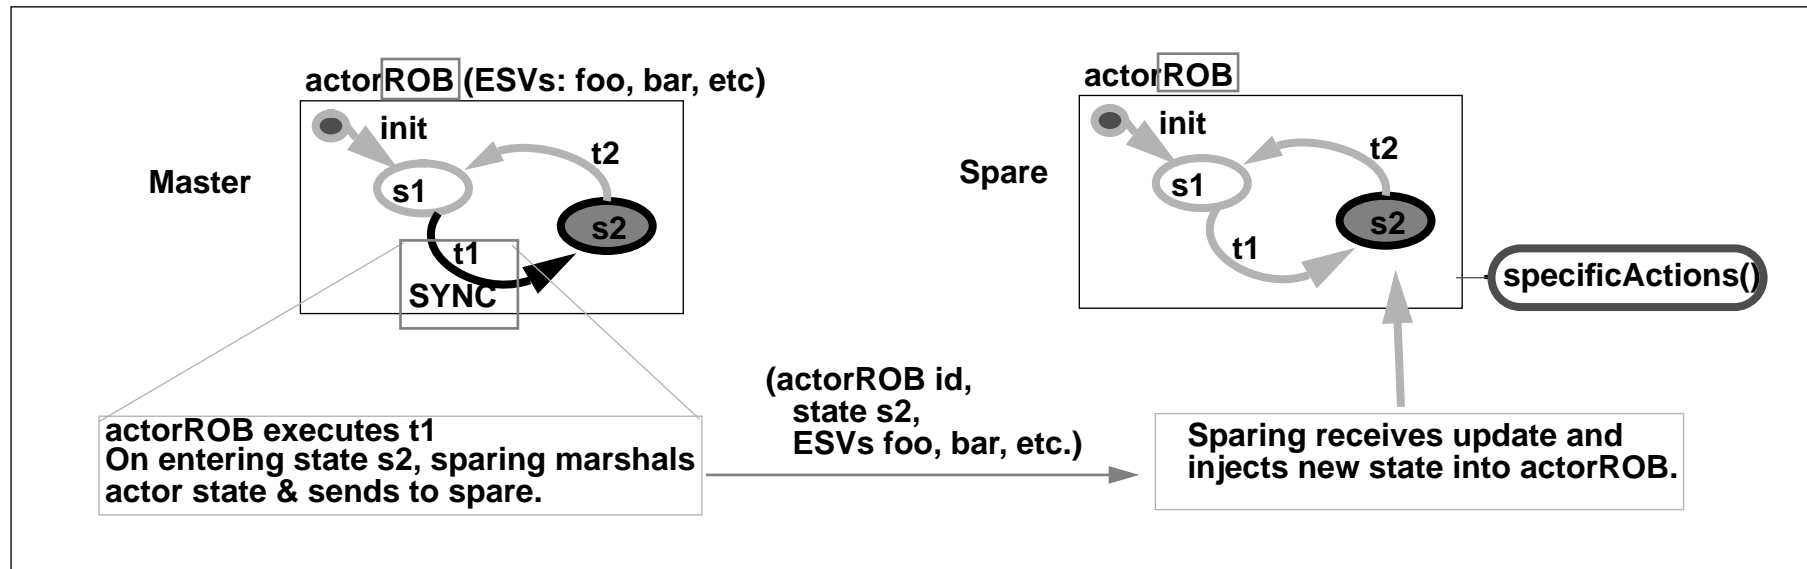 actorROB (ESVs: foo, bar, etc)
init
t2
Master
s1
s2
t1
SYNC
actorROB
init
t2
Spare
s1
s2
t1
specificActions()
actorROB executes t1
On entering state s2, sparing marshals
actor state & sends to spare.
(actorROB id,
state s2,
ESVs foo, bar, etc.)
Sparing receives update and
injects new state into actorROB.